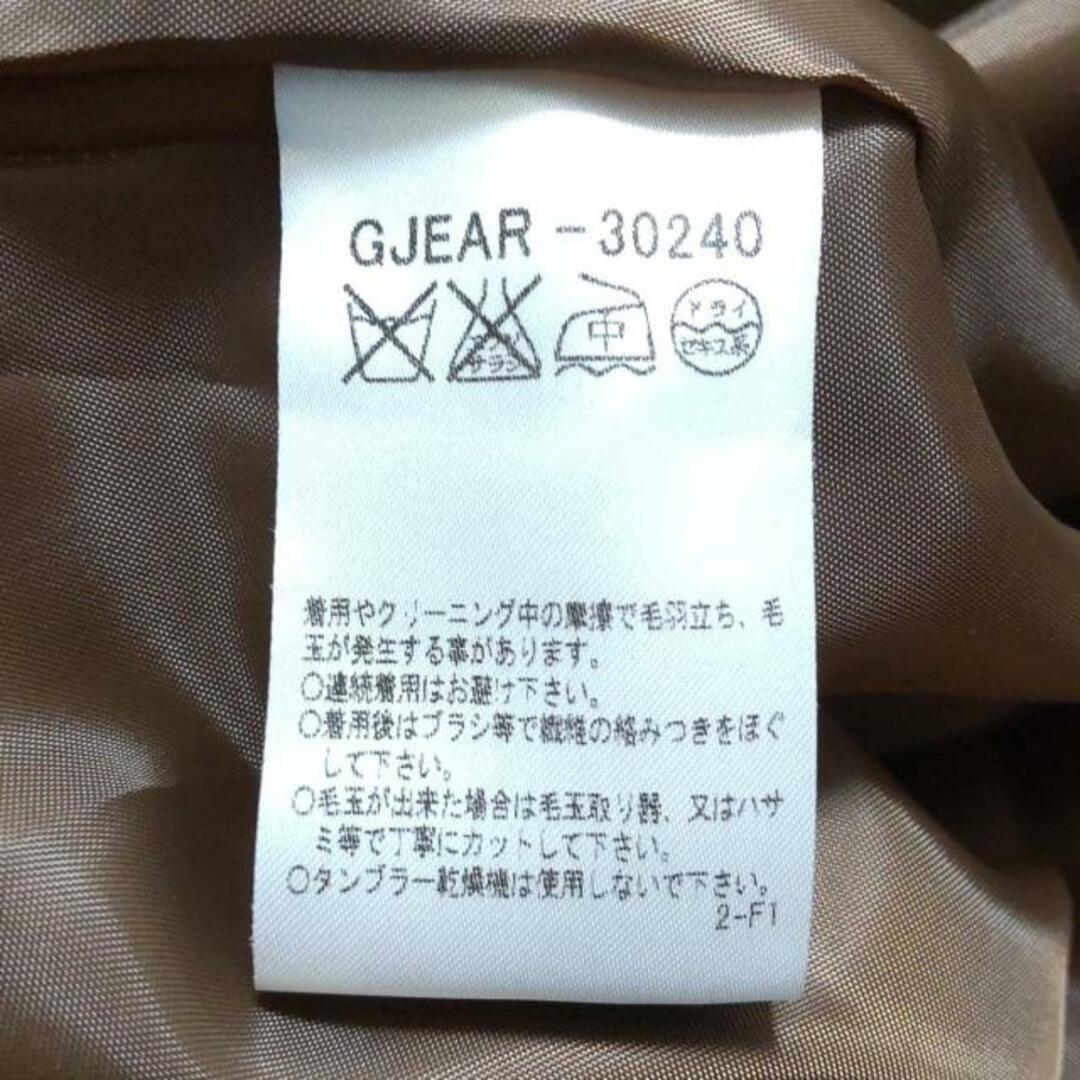 GJEAR-30240
エンソ 中 ドライ
サラシ セキユ系
着用やクリーニング中の摩擦で毛羽立ち、毛
玉が発生する事があります。
○連続着用はお避け下さい。
○着用後はブラシ等で繊維の絡みつきをほぐ
して下さい。
○毛玉が出来た場合は毛玉取り器、又はハサ
ミ等で丁寧にカットして下さい。
○タンブラー乾燥機は使用しないで下さい。
2-F1